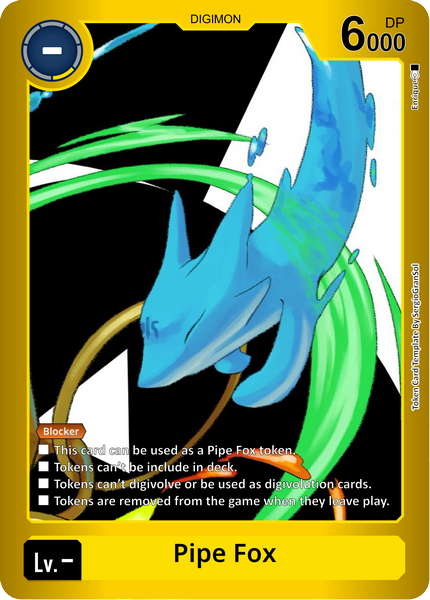 DIGIMON
-
DP
6000
Enrique
Token Card Template By SergioGranSol
Blocker
This card can be used as a Pipe Fox token.
Tokens can't be include in deck.
Tokens can't digivolve or be used as digivolution cards.
Tokens are removed from the game when they leave play.
Lv.-
Pipe Fox